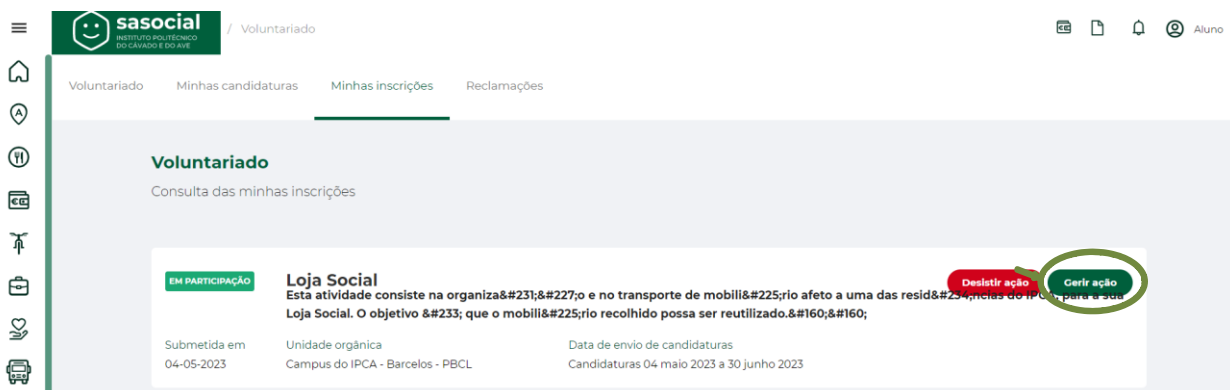 sasocial
INSTITUTO POLITÉCNICO
DO CÁVADO E DO AVE
/ Voluntariado
Aluno
Voluntariado
Minhas candidaturas
Minhas inscrições
Reclamações
Voluntariado
Consulta das minhas inscrições
EM PARTICIPAÇÃO
Loja Social
Desistir ação
Gerir ação
Esta atividade consiste na organiza&#231;&#227;o e no transporte de mobili&#225;rio afeto a uma das resid&#234;ncias do IPCA, para a sua
Loja Social. O objetivo &#233; que o mobili&#225;rio recolhido possa ser reutilizado.&#160;&#160;
Submetida em
Unidade orgânica
Data de envio de candidaturas
04-05-2023
Campus do IPCA - Barcelos - PBCL
Candidaturas 04 maio 2023 a 30 junho 2023